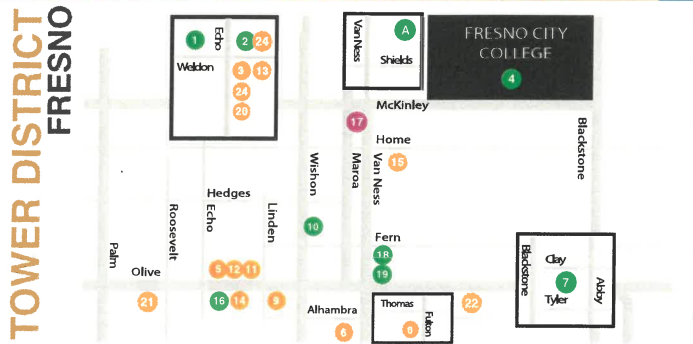 TOWER DISTRICT
FRESNO
1
Echo
2
24
Weldon
3
13
24
20
Van Ness
A
Shields
FRESNO CITY
COLLEGE
4
McKinley
17
Home
15
Blackstone
Wishon
Maroa
Van Ness
Hedges
Roosevelt
Echo
Linden
10
Fern
18
19
Palm
Olive
5
12
11
21
16
14
9
Alhambra
6
Thomas
Fulton
6
22
Blackstone
Clay
7
Tyler
Abby